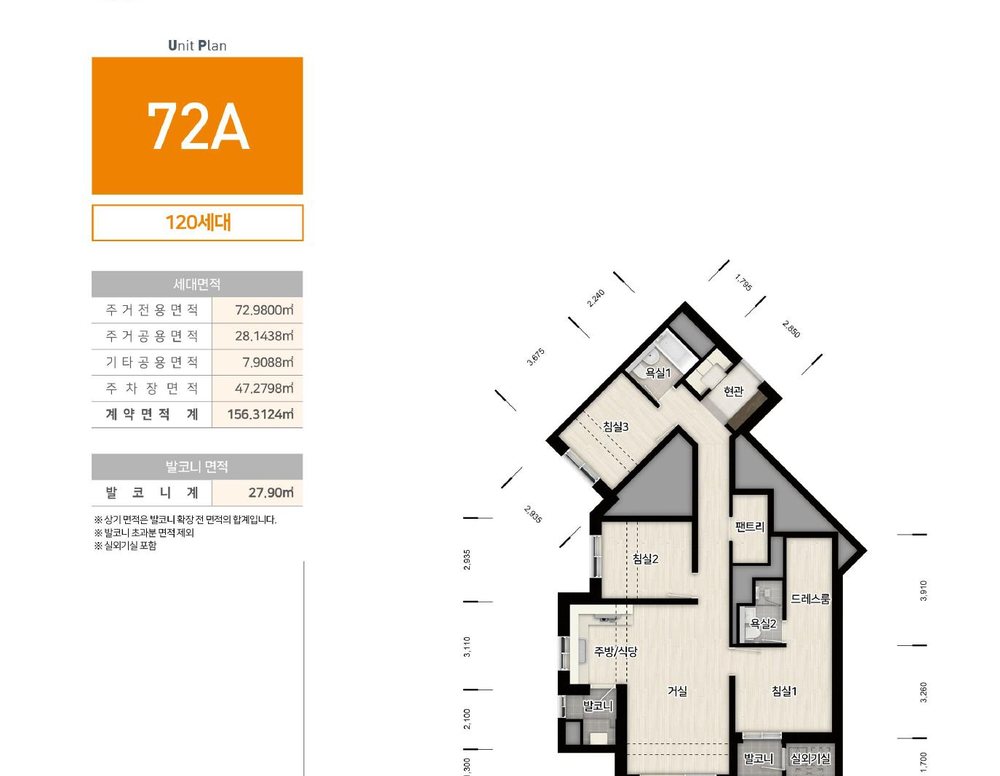 Unit Plan
72A
120세대
세대면적
주거전용면적 72.9800㎡
주거공용면적 28.1438㎡
기타공용면적 7.9088㎡
주차장면적 47.2798㎡
계약면적 계 156.3124㎡
발코니 면적
발코니계 27.90㎡
※ 상기 면적은 발코니 확장 전 면적의 합계입니다.
※ 발코니 초과분 면적 제외
※ 실외기실 포함
1,795
2,240
2,850
3,675
욕실1
현관
침실3
2,935
팬트리
2,935
침실2
3,910
드레스룸
욕실2
3,110
주방/식당
거실
침실1
3,260
발코니
2,100
발코니
실외기실
1,700
,300